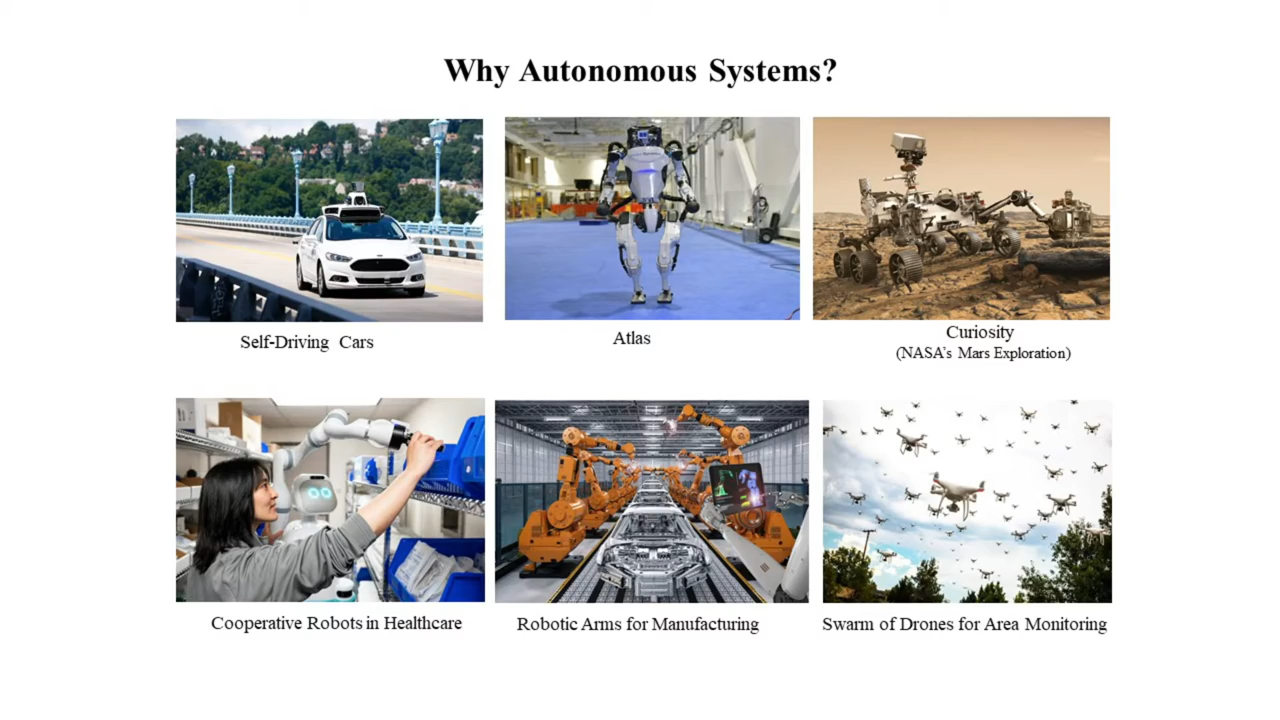 Why Autonomous Systems?
Self-Driving Cars
Atlas
Curiosity
(NASA's Mars Exploration)
Cooperative Robots in Healthcare
Robotic Arms for Manufacturing
Swarm of Drones for Area Monitoring